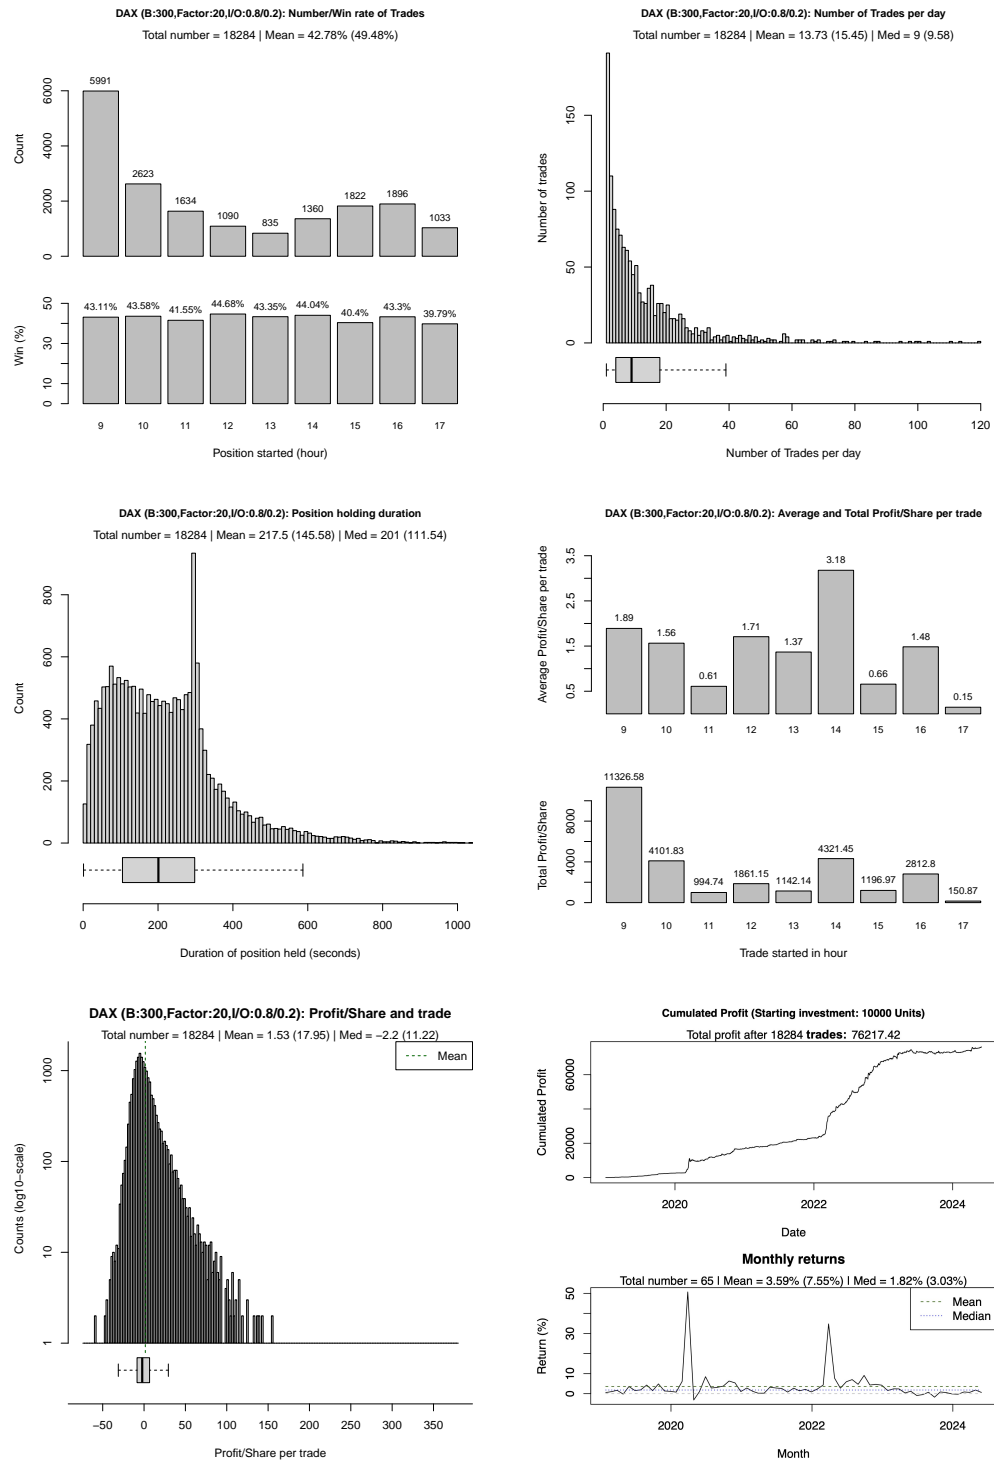 DAX (B:300,Factor:20,I/O:0.8/0.2): Number/Win rate of Trades
Total number = 18284 | Mean = 42.78% (49.48%)
Count
0 2000 4000 6000
5991 2623 1634 1090 835 1360 1822 1896 1033
Win (%)
0 10 30 50
43.11% 43.58% 41.55% 44.68% 43.35% 44.04% 40.4% 43.3% 39.79%
9 10 11 12 13 14 15 16 17
Position started (hour)
DAX (B:300,Factor:20,I/O:0.8/0.2): Number of Trades per day
Total number = 18284 | Mean = 13.73 (15.45) | Med = 9 (9.58)
Number of trades
0 50 100 150
0 20 40 60 80 100 120
Number of Trades per day
DAX (B:300,Factor:20,I/O:0.8/0.2): Position holding duration
Total number = 18284 | Mean = 217.5 (145.58) | Med = 201 (111.54)
Count
0 200 400 600 800
0 200 400 600 800 1000
Duration of position held (seconds)
DAX (B:300,Factor:20,I/O:0.8/0.2): Average and Total Profit/Share per trade
Average Profit/Share per trade
0.5 1.5 2.5 3.5
1.89 1.56 0.61 1.71 1.37 3.18 0.66 1.48 0.15
9 10 11 12 13 14 15 16 17
Total Profit/Share
0 4000 8000
11326.58 4101.83 994.74 1861.15 1142.14 4321.45 1196.97 2812.8 150.87
9 10 11 12 13 14 15 16 17
Trade started in hour
DAX (B:300,Factor:20,I/O:0.8/0.2): Profit/Share and trade
Total number = 18284 | Mean = 1.53 (17.95) | Med = −2.2 (11.22)
Mean
Counts (log10−scale)
1 10 100 1000
−50 0 50 100 150 200 250 300 350
Profit/Share per trade
Cumulated Profit (Starting investment: 10000 Units)
Total profit after 18284 trades: 76217.42
Cumulated Profit
0 20000 60000
2020 2022 2024
Date
Monthly returns
Total number = 65 | Mean = 3.59% (7.55%) | Med = 1.82% (3.03%)
Mean
Median
Return (%)
0 10 30 50
2020 2022 2024
Month